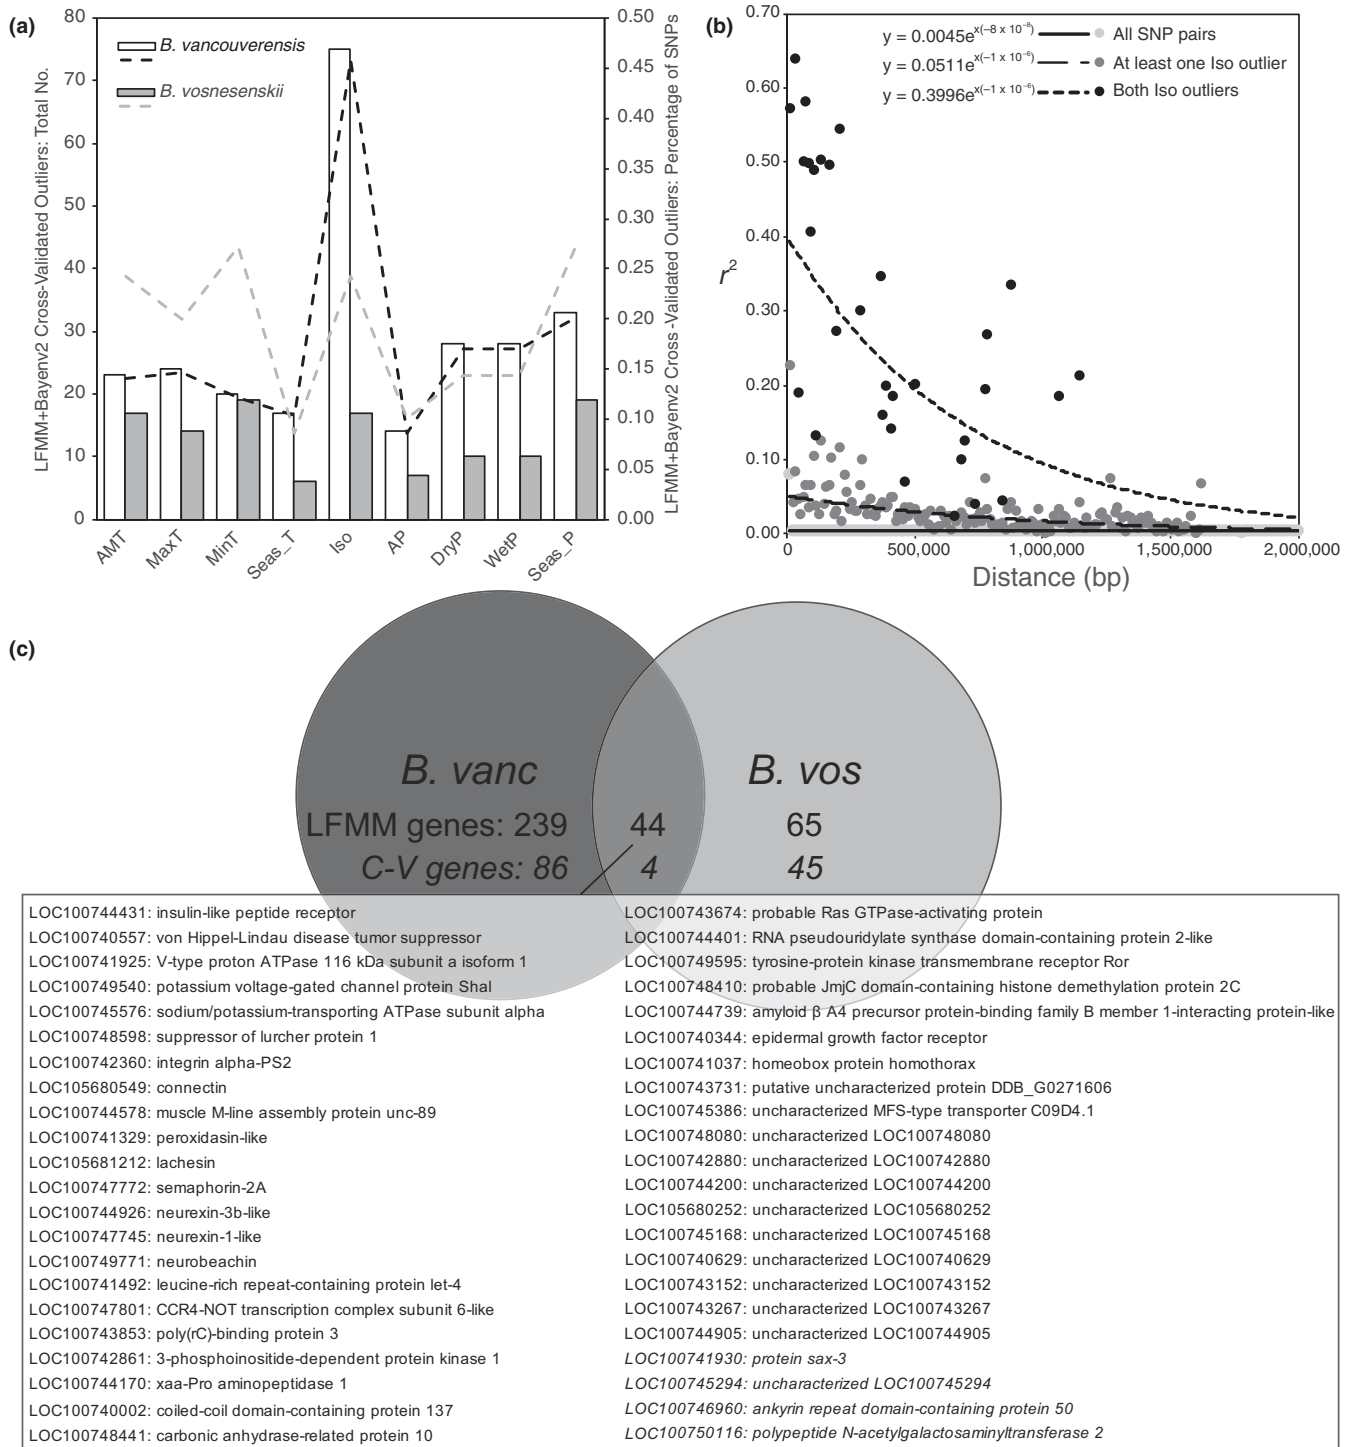 (a)
LFMM+Bayenv2 Cross-Validated Outliers: Total No.
80
70
60
50
40
30
20
10
0
B. vancouverensis
B. vosnesenskii
0.50
0.45
0.40
0.35
0.30
0.25
0.20
0.15
0.10
0.05
0.00
LFMM+Bayenv2 Cross-Validated Outliers: Percentage of SNPs
AMT
MaxT
MinT
Seas_T
Iso
AP
DryP
WetP
Seas_P
(b)
r²
0.70
0.60
0.50
0.40
0.30
0.20
0.10
0.00
y = 0.0045e^x(−8 x 10^−8) All SNP pairs
y = 0.0511e^x(−1 x 10^−6) At least one Iso outlier
y = 0.3996e^x(−1 x 10^−6) Both Iso outliers
0 500,000 1,000,000 1,500,000 2,000,000
Distance (bp)
(c)
B. vanc B. vos
LFMM genes: 239 44 65
C-V genes: 86 4 45
LOC100744431: insulin-like peptide receptor
LOC100740557: von Hippel-Lindau disease tumor suppressor
LOC100741925: V-type proton ATPase 116 kDa subunit a isoform 1
LOC100749540: potassium voltage-gated channel protein Shal
LOC100745576: sodium/potassium-transporting ATPase subunit alpha
LOC100748598: suppressor of lurcher protein 1
LOC100742360: integrin alpha-PS2
LOC105680549: connectin
LOC100744578: muscle M-line assembly protein unc-89
LOC100741329: peroxidasin-like
LOC105681212: lachesin
LOC100747772: semaphorin-2A
LOC100744926: neurexin-3b-like
LOC100747745: neurexin-1-like
LOC100749771: neurobeachin
LOC100741492: leucine-rich repeat-containing protein let-4
LOC100747801: CCR4-NOT transcription complex subunit 6-like
LOC100743853: poly(rC)-binding protein 3
LOC100742861: 3-phosphoinositide-dependent protein kinase 1
LOC100744170: xaa-Pro aminopeptidase 1
LOC100740002: coiled-coil domain-containing protein 137
LOC100748441: carbonic anhydrase-related protein 10
LOC100743674: probable Ras GTPase-activating protein
LOC100744401: RNA pseudouridylate synthase domain-containing protein 2-like
LOC100749595: tyrosine-protein kinase transmembrane receptor Ror
LOC100748410: probable JmjC domain-containing histone demethylation protein 2C
LOC100744739: amyloid β A4 precursor protein-binding family B member 1-interacting protein-like
LOC100740344: epidermal growth factor receptor
LOC100741037: homeobox protein homothorax
LOC100743731: putative uncharacterized protein DDB_G0271606
LOC100745386: uncharacterized MFS-type transporter C09D4.1
LOC100748080: uncharacterized LOC100748080
LOC100742880: uncharacterized LOC100742880
LOC100744200: uncharacterized LOC100744200
LOC105680252: uncharacterized LOC105680252
LOC100745168: uncharacterized LOC100745168
LOC100740629: uncharacterized LOC100740629
LOC100743152: uncharacterized LOC100743152
LOC100743267: uncharacterized LOC100743267
LOC100744905: uncharacterized LOC100744905
LOC100741930: protein sax-3
LOC100745294: uncharacterized LOC100745294
LOC100746960: ankyrin repeat domain-containing protein 50
LOC100750116: polypeptide N-acetylgalactosaminyltransferase 2